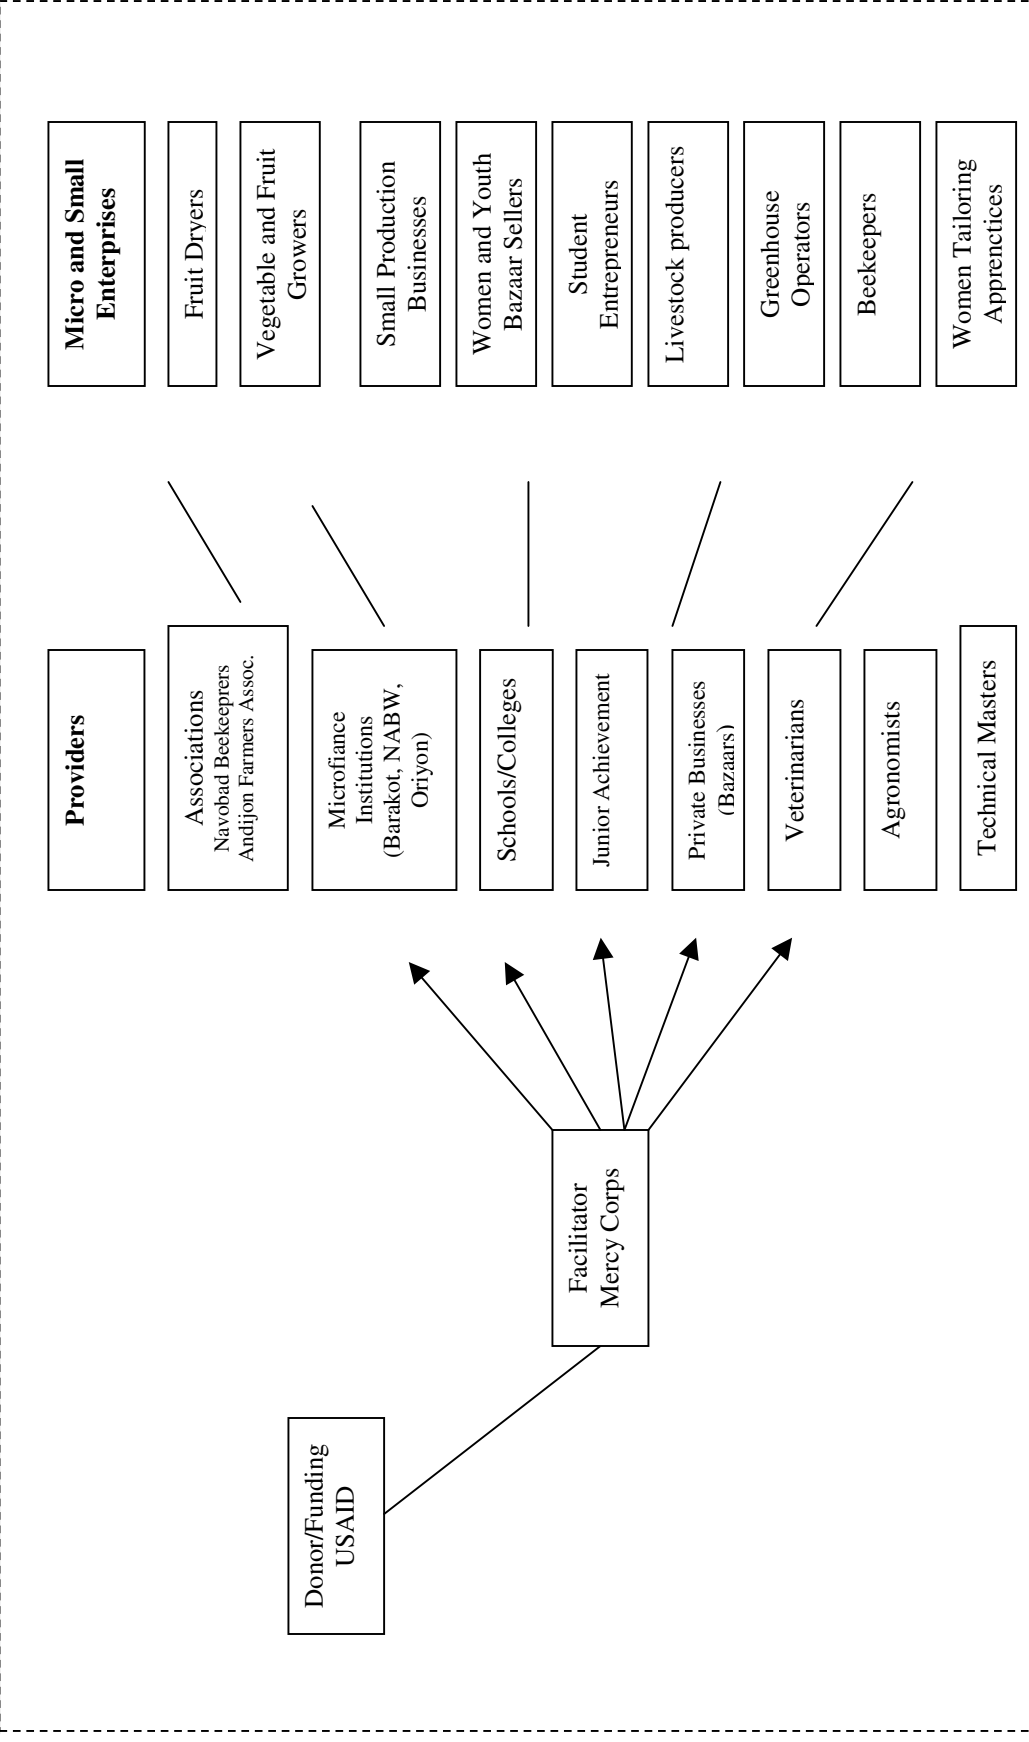 Donor/Funding
USAID
Facilitator
Mercy Corps
Providers
Associations
Navobad Beekeeprers
Andijon Farmers Assoc.
Microfiance
Institutions
(Barakot, NABW,
Oriyon)
Schools/Colleges
Junior Achievement
Private Businesses
(Bazaars)
Veterinarians
Agronomists
Technical Masters
Micro and Small
Enterprises
Fruit Dryers
Vegetable and Fruit
Growers
Small Production
Businesses
Women and Youth
Bazaar Sellers
Student
Entrepreneurs
Livestock producers
Greenhouse
Operators
Beekeepers
Women Tailoring
Apprenctices